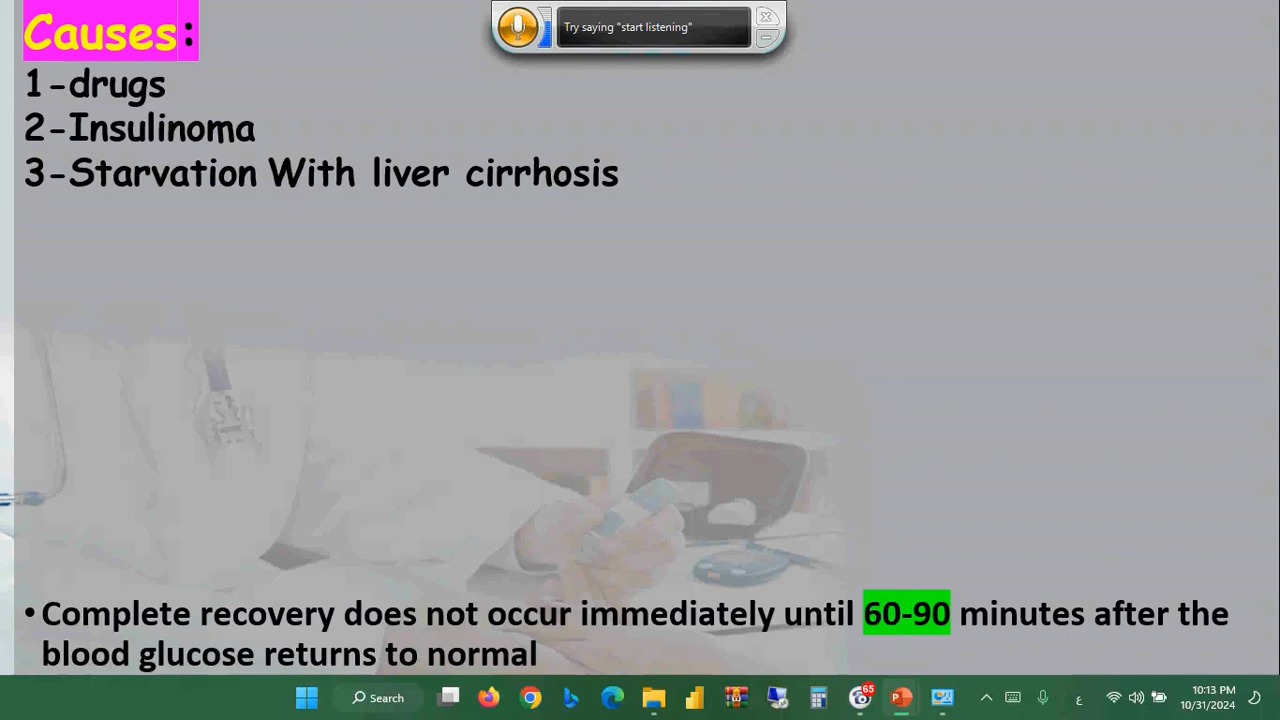 Causes:
Try saying "start listening"
1-drugs
2-Insulinoma
3-Starvation With liver cirrhosis
• Complete recovery does not occur immediately until 60-90 minutes after the
blood glucose returns to normal
Search
65
ع
10:13 PM
10/31/2024